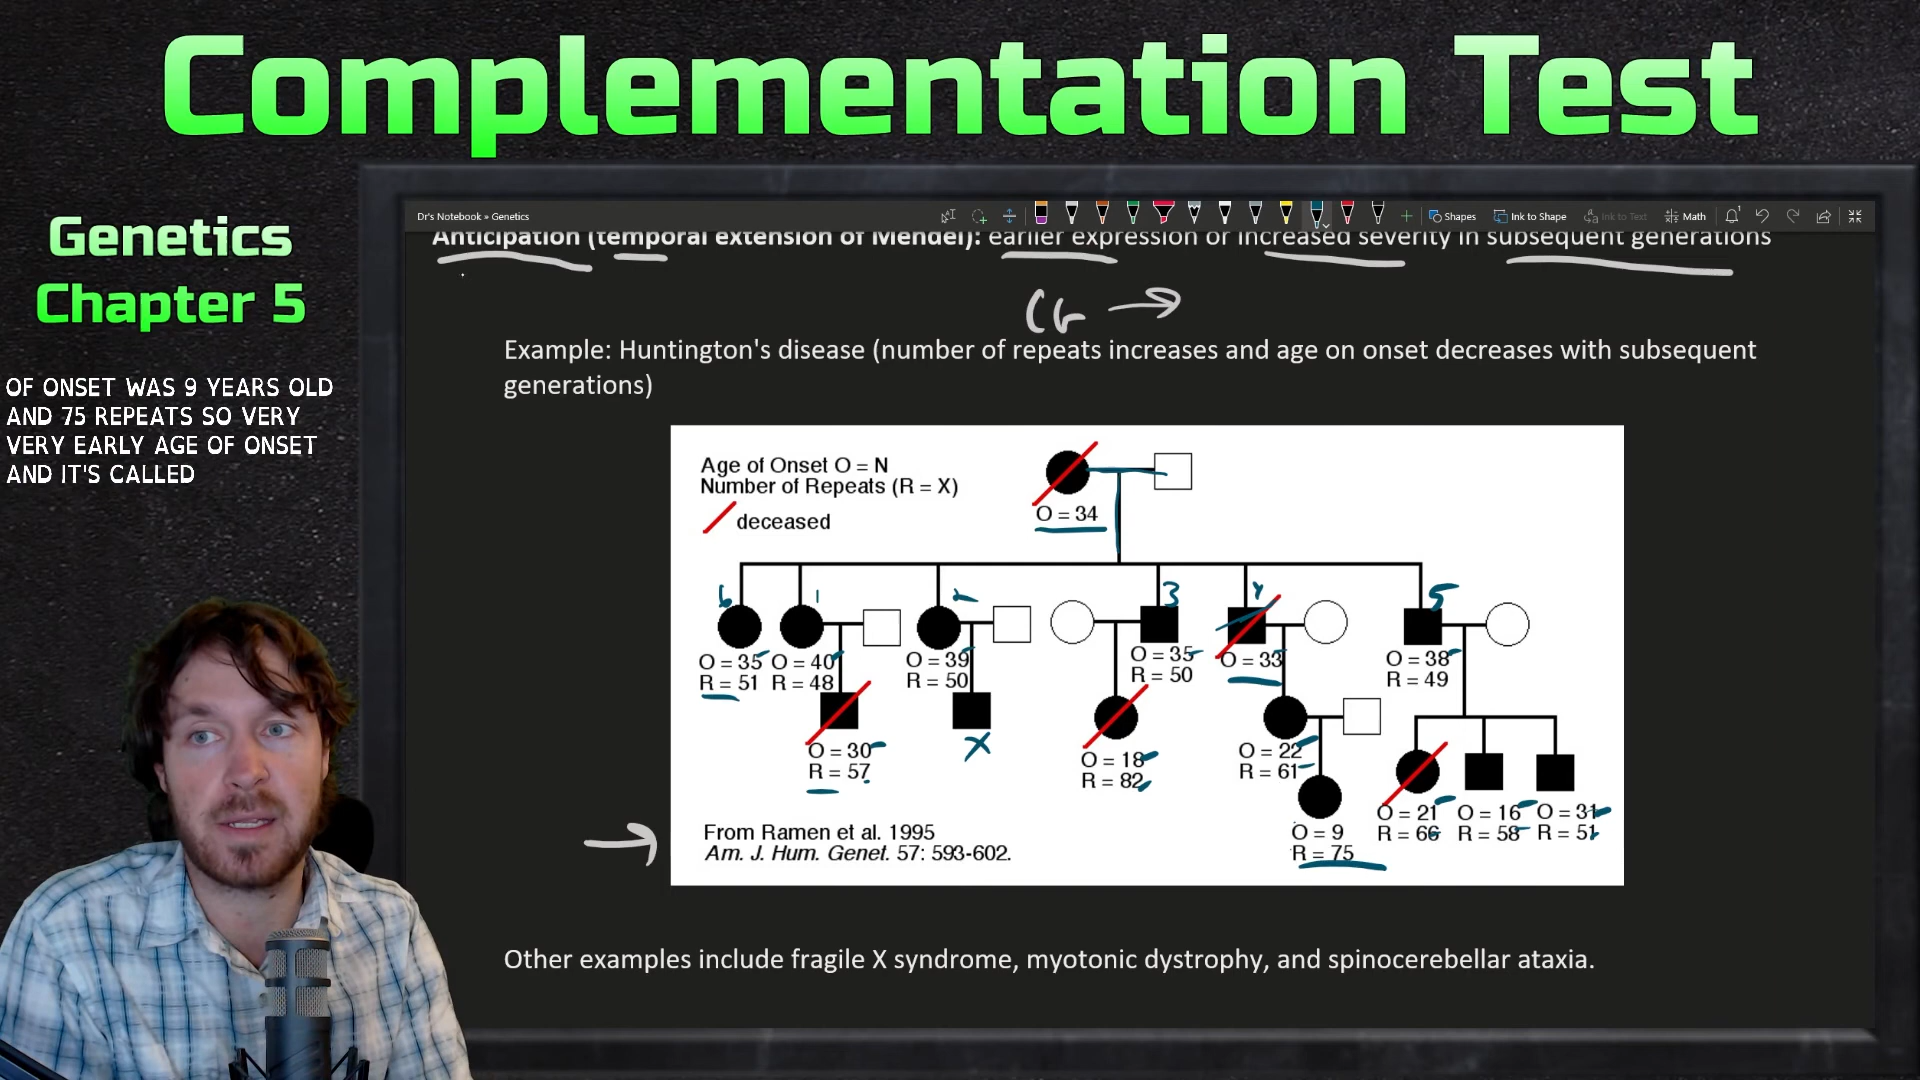 Complementation Test
Genetics
Chapter 5
OF ONSET WAS 9 YEARS OLD
AND 75 REPEATS SO VERY
VERY EARLY AGE OF ONSET
AND IT'S CALLED
Dr's Notebook » Genetics
Shapes
Ink to Shape
Ink to Text
Math
Anticipation (temporal extension of Mendel): earlier expression or increased severity in subsequent generations
Example: Huntington's disease (number of repeats increases and age on onset decreases with subsequent
generations)
Age of Onset O = N
Number of Repeats (R = X)
deceased
O = 34
6 1 2 3 4 5
O = 35 O = 40 O = 39 O = 35 O = 33 O = 38
R = 51 R = 48 R = 50 R = 50 R = 49
O = 30 X O = 18 O = 22
R = 57 R = 82 R = 61
O = 9 O = 21 O = 16 O = 31
R = 75 R = 66 R = 58 R = 51
From Ramen et al. 1995
Am. J. Hum. Genet. 57: 593-602.
Other examples include fragile X syndrome, myotonic dystrophy, and spinocerebellar ataxia.